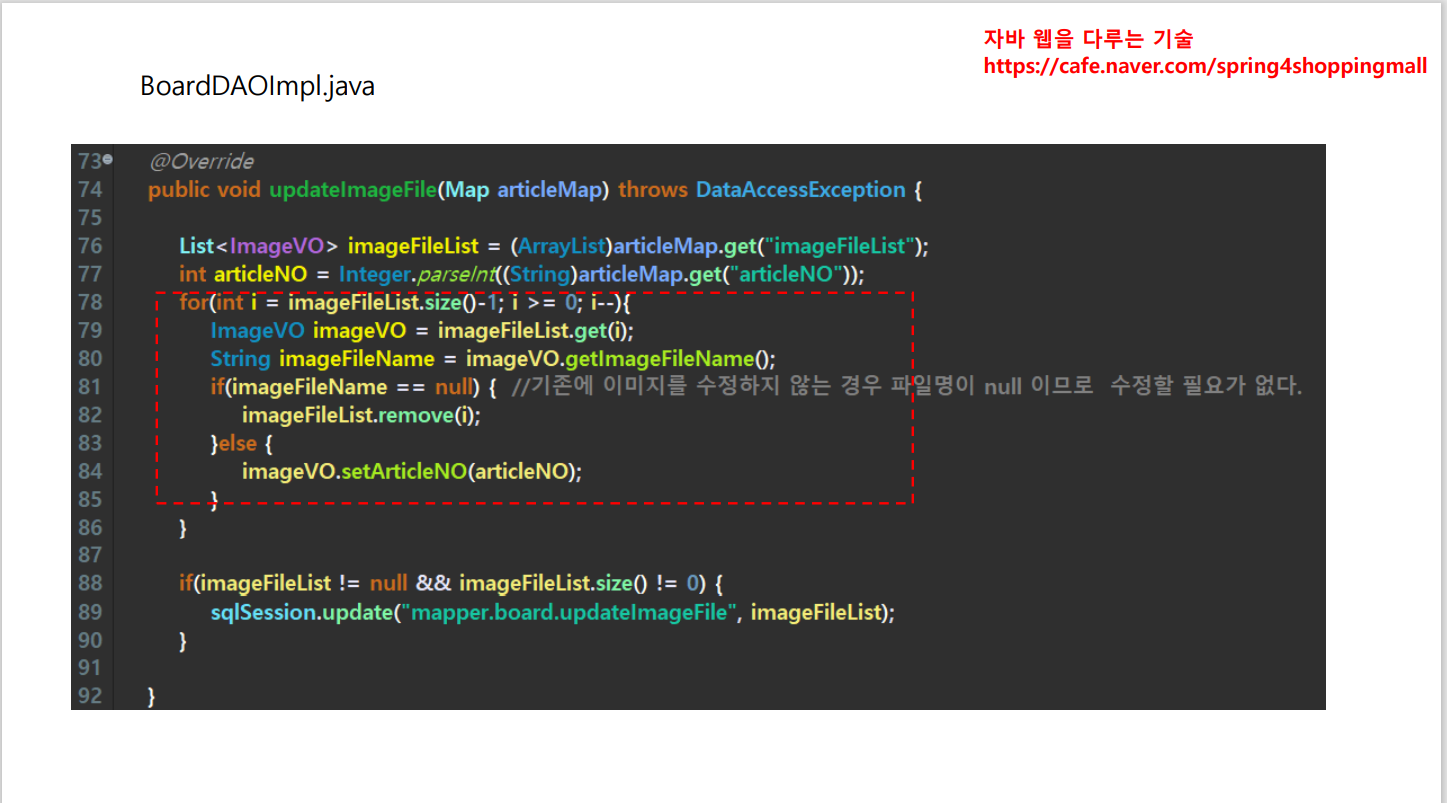 자바 웹을 다루는 기술
https://cafe.naver.com/spring4shoppingmall
BoardDAOImpl.java
73 @Override
74 public void updateImageFile(Map articleMap) throws DataAccessException {
75
76 List<ImageVO> imageFileList = (ArrayList)articleMap.get("imageFileList");
77 int articleNO = Integer.parseInt((String)articleMap.get("articleNO"));
78 for(int i = imageFileList.size()-1; i >= 0; i--){
79 ImageVO imageVO = imageFileList.get(i);
80 String imageFileName = imageVO.getImageFileName();
81 if(imageFileName == null) { //기존에 이미지를 수정하지 않는 경우 파일명이 null 이므로 수정할 필요가 없다.
82 imageFileList.remove(i);
83 }else {
84 imageVO.setArticleNO(articleNO);
85 }
86 }
87
88 if(imageFileList != null && imageFileList.size() != 0) {
89 sqlSession.update("mapper.board.updateImageFile", imageFileList);
90 }
91
92 }